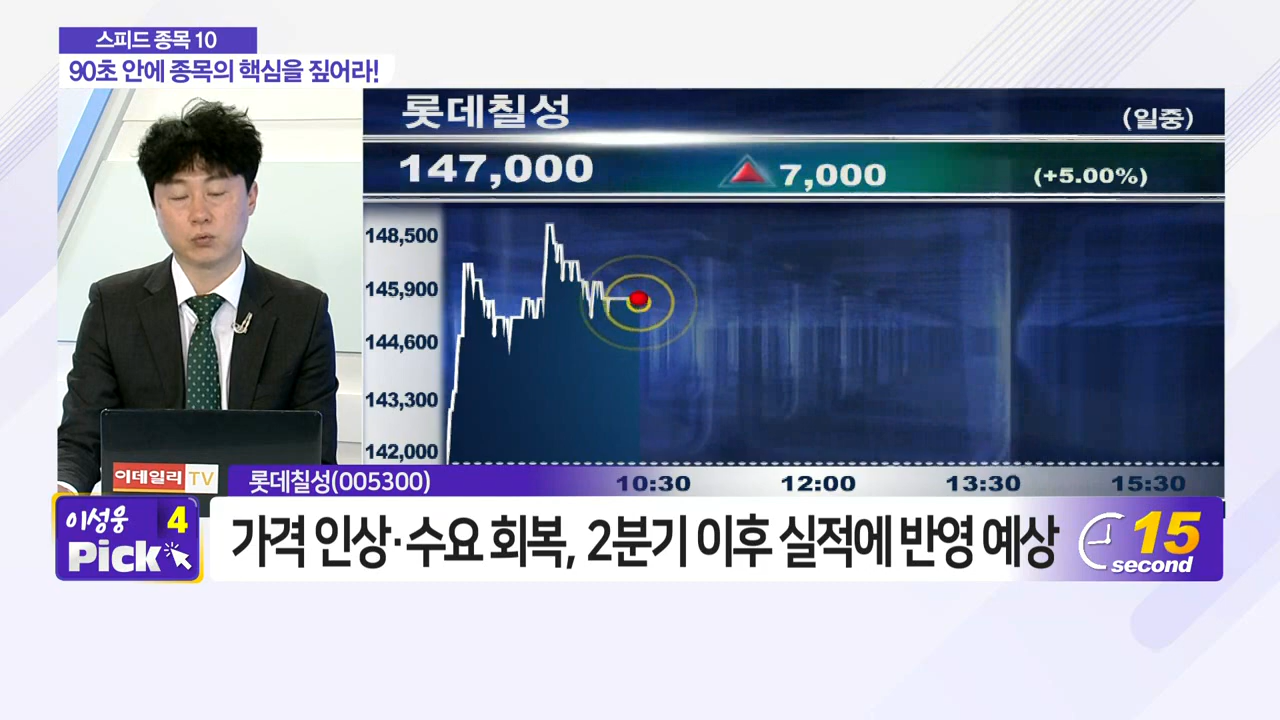 스피드 종목 10
90초 안에 종목의 핵심을 짚어라!
롯데칠성
(일중)
147,000
7,000
(+5.00%)
148,500
145,900
144,600
143,300
142,000
10:30
12:00
13:30
15:30
이데일리 TV
롯데칠성(005300)
이성웅
4
Pick
가격 인상·수요 회복, 2분기 이후 실적에 반영 예상
15
second